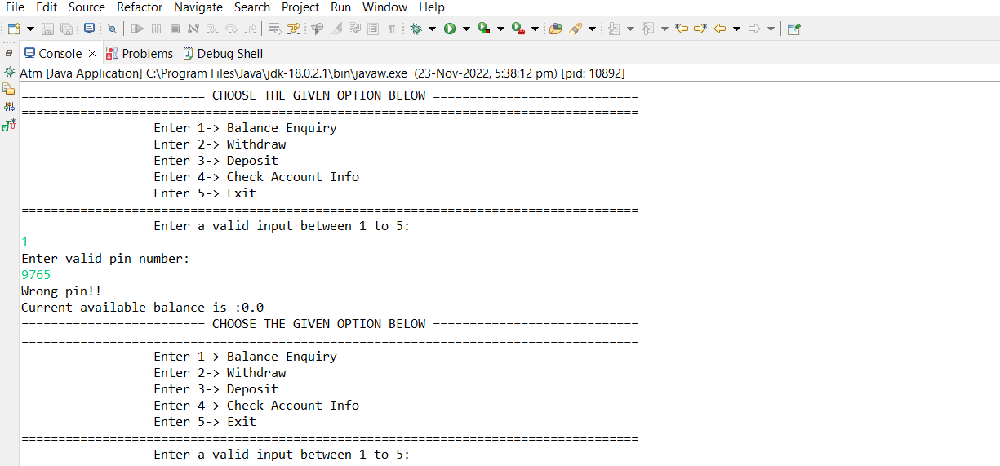 File Edit Source Refactor Navigate Search Project Run Window Help
Console Problems Debug Shell
Atm [Java Application] C:\Program Files\Java\jdk-18.0.2.1\bin\javaw.exe (23-Nov-2022, 5:38:12 pm) [pid: 10892]
========================= CHOOSE THE GIVEN OPTION BELOW ============================
====================================================================================
Enter 1-> Balance Enquiry
Enter 2-> Withdraw
Enter 3-> Deposit
Enter 4-> Check Account Info
Enter 5-> Exit
====================================================================================
Enter a valid input between 1 to 5:
1
Enter valid pin number:
9765
Wrong pin!!
Current available balance is :0.0
========================= CHOOSE THE GIVEN OPTION BELOW ============================
====================================================================================
Enter 1-> Balance Enquiry
Enter 2-> Withdraw
Enter 3-> Deposit
Enter 4-> Check Account Info
Enter 5-> Exit
====================================================================================
Enter a valid input between 1 to 5: